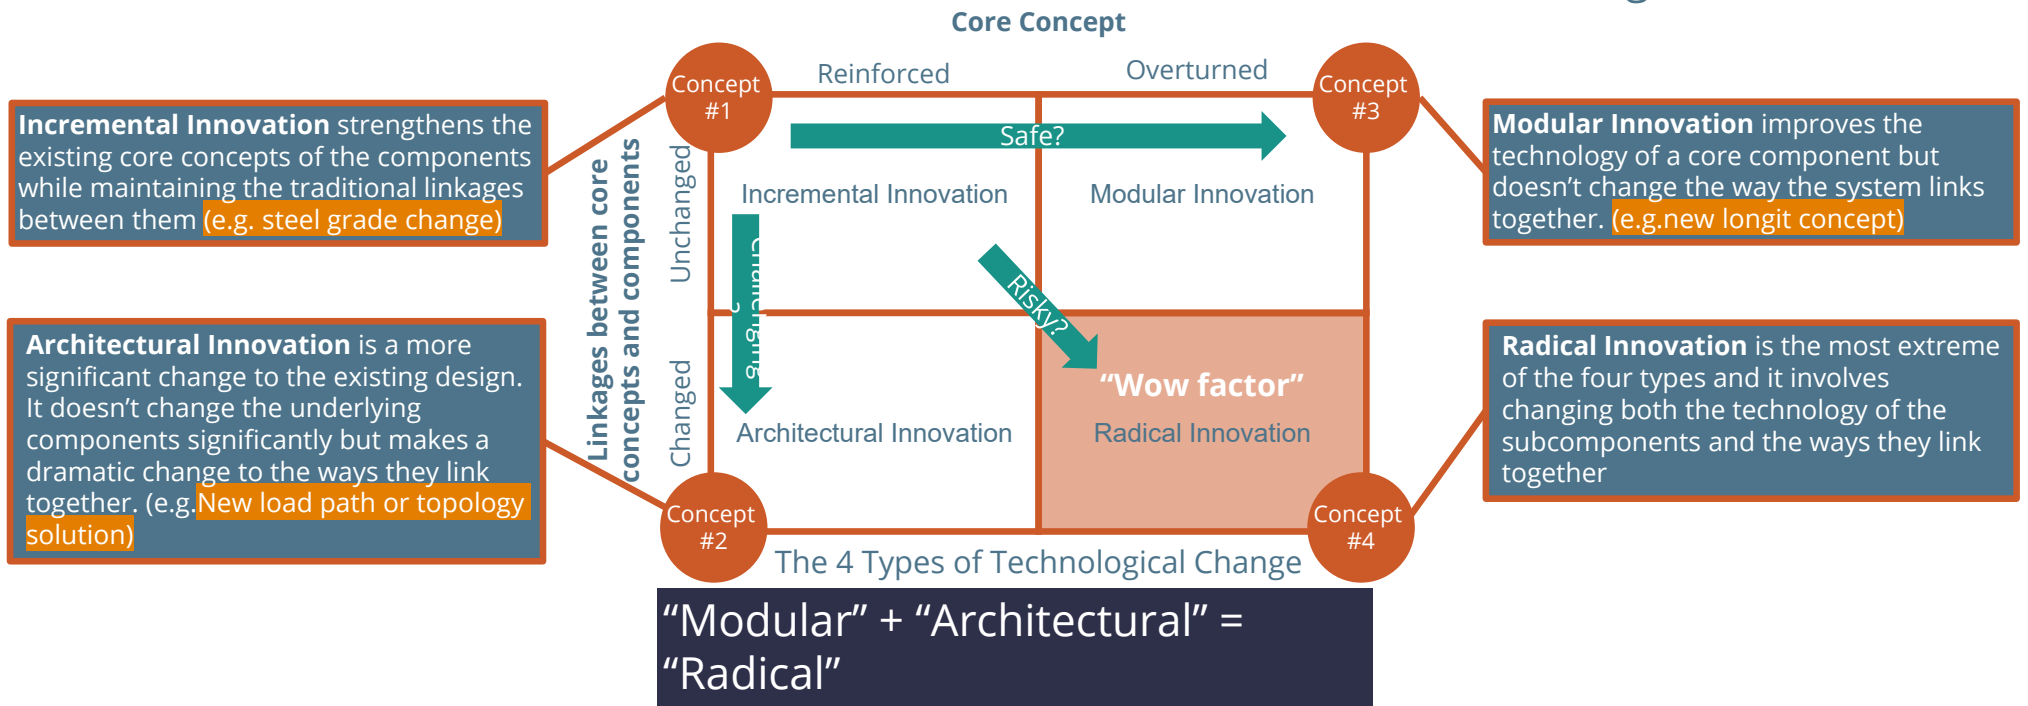 Core Concept
Reinforced
Overturned
Concept
#1
Concept
#3
Incremental Innovation strengthens the
existing core concepts of the components
while maintaining the traditional linkages
between them (e.g. steel grade change)
Modular Innovation improves the
technology of a core component but
doesn't change the way the system links
together. (e.g.new longit concept)
Linkages between core
concepts and components
Unchanged
Changed
Safe?
Incremental Innovation
Modular Innovation
Challenging
?
Risky?
“Wow factor”
Architectural Innovation
Radical Innovation
Architectural Innovation is a more
significant change to the existing design.
It doesn't change the underlying
components significantly but makes a
dramatic change to the ways they link
together. (e.g.New load path or topology
solution)
Radical Innovation is the most extreme
of the four types and it involves
changing both the technology of the
subcomponents and the ways they link
together
Concept
#2
Concept
#4
The 4 Types of Technological Change
“Modular” + “Architectural” =
“Radical”